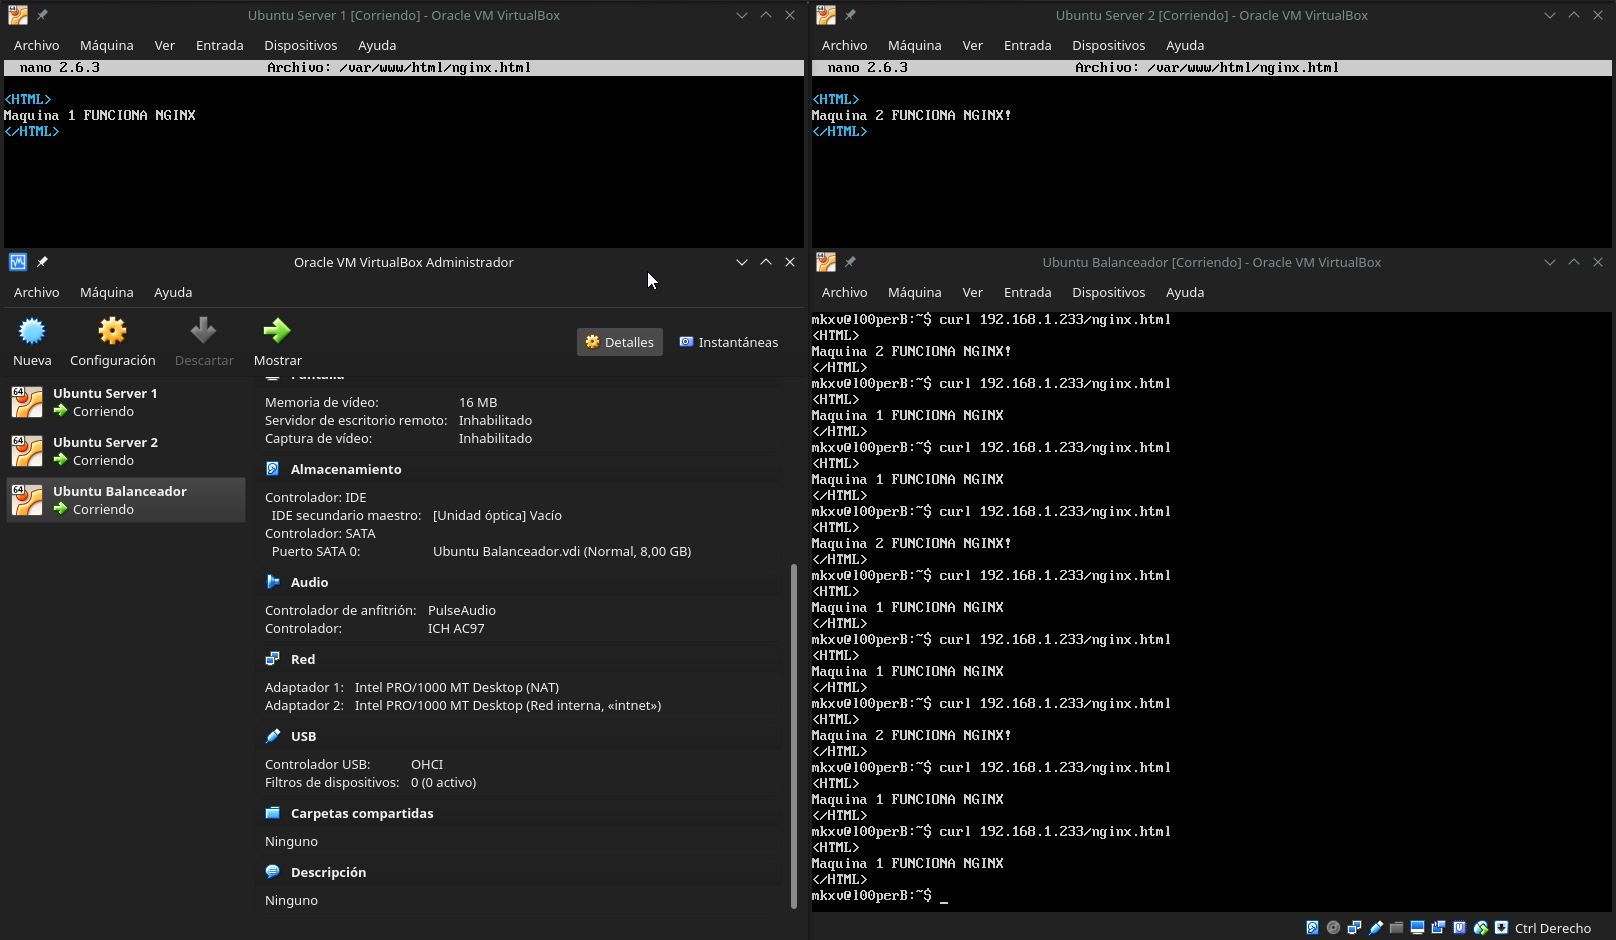 Ubuntu Server 1 [Corriendo] - Oracle VM VirtualBox
Archivo Máquina Ver Entrada Dispositivos Ayuda
nano 2.6.3 Archivo: /var/www/html/nginx.html
<HTML>
Maquina 1 FUNCIONA NGINX
</HTML>
Ubuntu Server 2 [Corriendo] - Oracle VM VirtualBox
Archivo Máquina Ver Entrada Dispositivos Ayuda
nano 2.6.3 Archivo: /var/www/html/nginx.html
<HTML>
Maquina 2 FUNCIONA NGINX!
</HTML>
Oracle VM VirtualBox Administrador
Archivo Máquina Ayuda
Nueva Configuración Descartar Mostrar
Detalles Instantáneas
64 Ubuntu Server 1
Corriendo
64 Ubuntu Server 2
Corriendo
64 Ubuntu Balanceador
Corriendo
Pantalla
Memoria de vídeo: 16 MB
Servidor de escritorio remoto: Inhabilitado
Captura de vídeo: Inhabilitado
Almacenamiento
Controlador: IDE
IDE secundario maestro: [Unidad óptica] Vacío
Controlador: SATA
Puerto SATA 0: Ubuntu Balanceador.vdi (Normal, 8,00 GB)
Audio
Controlador de anfitrión: PulseAudio
Controlador: ICH AC97
Red
Adaptador 1: Intel PRO/1000 MT Desktop (NAT)
Adaptador 2: Intel PRO/1000 MT Desktop (Red interna, «intnet»)
USB
Controlador USB: OHCI
Filtros de dispositivos: 0 (0 activo)
Carpetas compartidas
Ninguno
Descripción
Ninguno
Ubuntu Balanceador [Corriendo] - Oracle VM VirtualBox
Archivo Máquina Ver Entrada Dispositivos Ayuda
mkxv@l00perB:~$ curl 192.168.1.233/nginx.html
<HTML>
Maquina 2 FUNCIONA NGINX!
</HTML>
mkxv@l00perB:~$ curl 192.168.1.233/nginx.html
<HTML>
Maquina 1 FUNCIONA NGINX
</HTML>
mkxv@l00perB:~$ curl 192.168.1.233/nginx.html
<HTML>
Maquina 1 FUNCIONA NGINX
</HTML>
mkxv@l00perB:~$ curl 192.168.1.233/nginx.html
<HTML>
Maquina 2 FUNCIONA NGINX!
</HTML>
mkxv@l00perB:~$ curl 192.168.1.233/nginx.html
<HTML>
Maquina 1 FUNCIONA NGINX
</HTML>
mkxv@l00perB:~$ curl 192.168.1.233/nginx.html
<HTML>
Maquina 1 FUNCIONA NGINX
</HTML>
mkxv@l00perB:~$ curl 192.168.1.233/nginx.html
<HTML>
Maquina 2 FUNCIONA NGINX!
</HTML>
mkxv@l00perB:~$ curl 192.168.1.233/nginx.html
<HTML>
Maquina 1 FUNCIONA NGINX
</HTML>
mkxv@l00perB:~$ curl 192.168.1.233/nginx.html
<HTML>
Maquina 1 FUNCIONA NGINX
</HTML>
mkxv@l00perB:~$ _
Ctrl Derecho